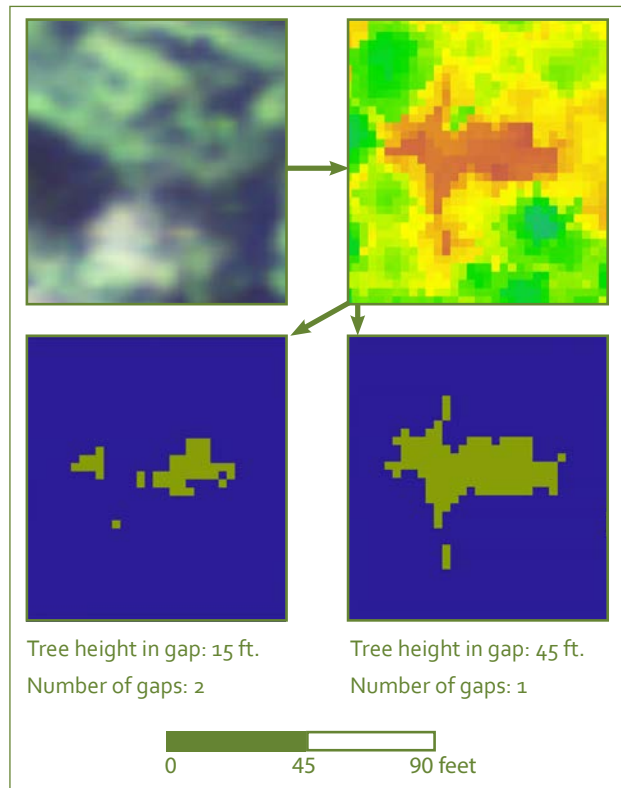 Tree height in gap: 15 ft.
Number of gaps: 2
Tree height in gap: 45 ft.
Number of gaps: 1
0 45 90 feet